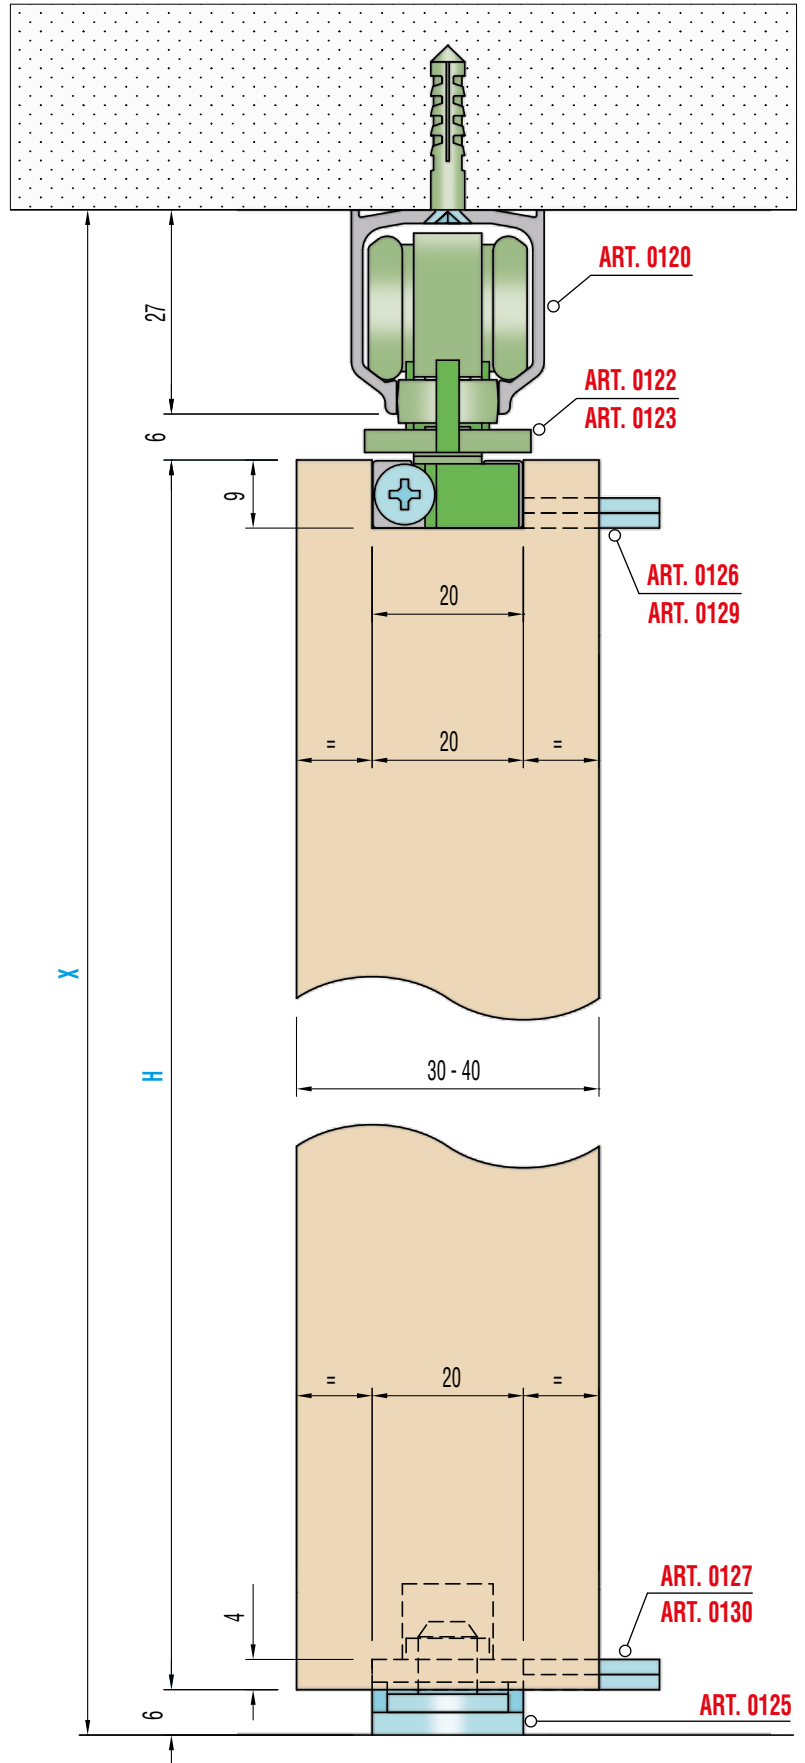 ART. 0120
27
ART. 0122
ART. 0123
6
9
ART. 0126
ART. 0129
20
= 20 =
X
H
30 - 40
= 20 =
ART. 0127
ART. 0130
4
ART. 0125
6